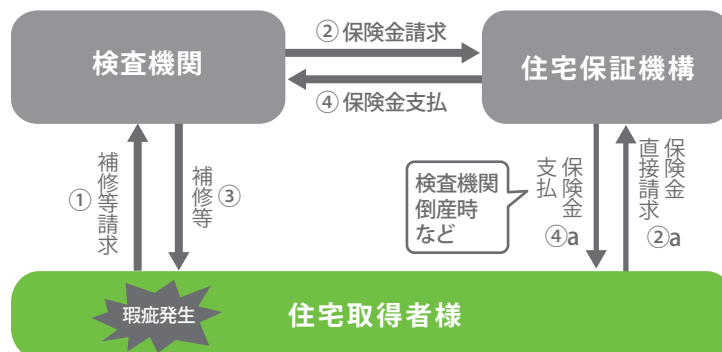 検査機関
② 保険金請求
④ 保険金支払
住宅保証機構
① 補修等請求
補修等 ③
検査機関
倒産時
など
保険金
支払
④a
保険金
直接請求
②a
瑕疵発生
住宅取得者様